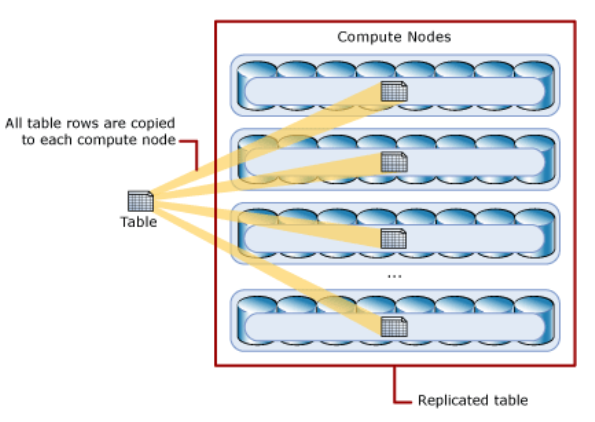 Compute Nodes
All table rows are copied
to each compute node
Table
...
Replicated table